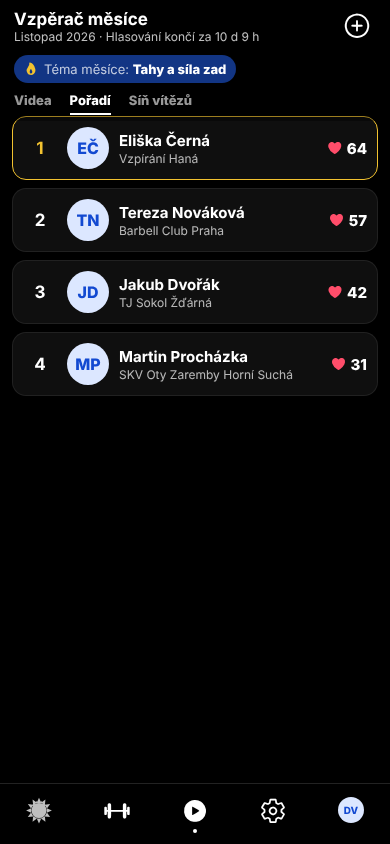 Vzpěrač měsíce
Listopad 2026 · Hlasování končí za 10 d 9 h
Téma měsíce: Tahy a síla zad
Videa Pořadí Síň vítězů
1 EČ Eliška Černá 64
Vzpírání Haná
2 TN Tereza Nováková 57
Barbell Club Praha
3 JD Jakub Dvořák 42
TJ Sokol Žďárná
4 MP Martin Procházka 31
SKV Oty Zaremby Horní Suchá
DV